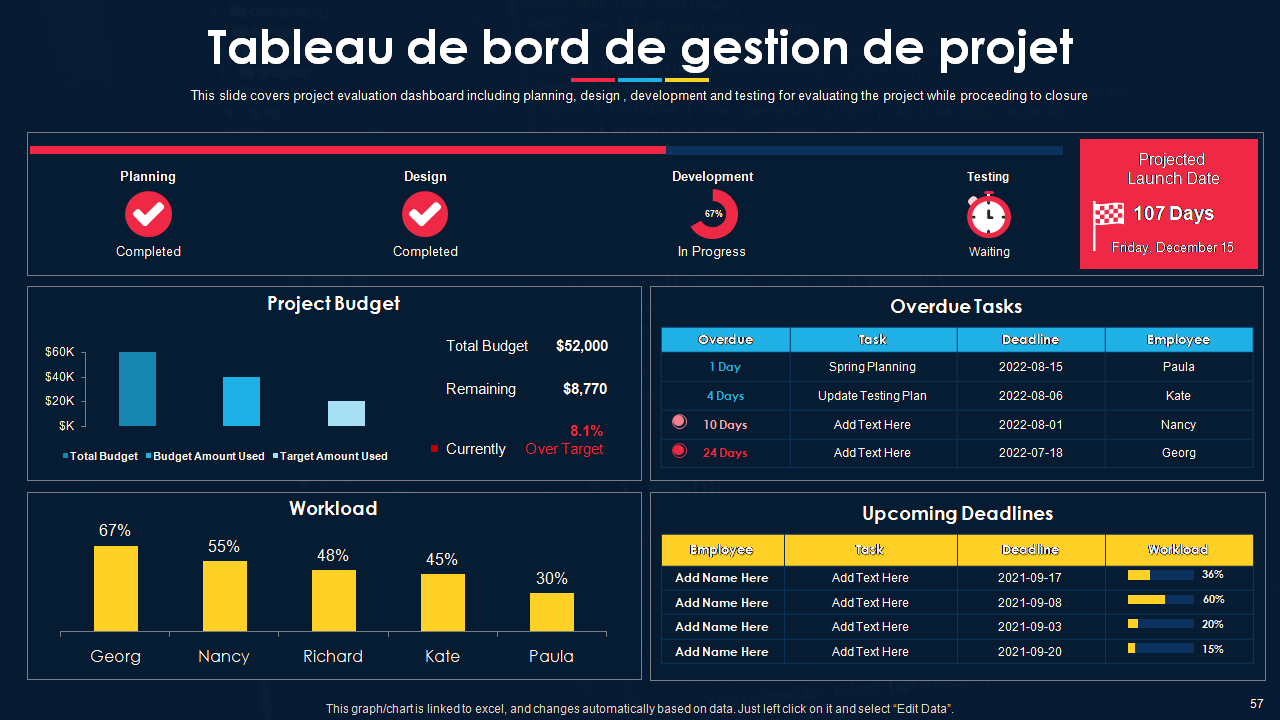 Tableau de bord de gestion de projet
This slide covers project evaluation dashboard including planning, design , development and testing for evaluating the project while proceeding to closure
Planning
Design
Development
Testing
67%
Completed
Completed
In Progress
Waiting
Projected
Launch Date
107 Days
Friday, December 15
Project Budget
$60K
$40K
$20K
$K
Total Budget
Budget Amount Used
Target Amount Used
Total Budget $52,000
Remaining $8,770
8.1%
Currently Over Target
Overdue Tasks
Overdue Task Deadline Employee
1 Day Spring Planning 2022-08-15 Paula
4 Days Update Testing Plan 2022-08-06 Kate
10 Days Add Text Here 2022-08-01 Nancy
24 Days Add Text Here 2022-07-18 Georg
Workload
67%
55%
48%
45%
30%
Georg
Nancy
Richard
Kate
Paula
Upcoming Deadlines
Employee Task Deadline Workload
Add Name Here Add Text Here 2021-09-17 36%
Add Name Here Add Text Here 2021-09-08 60%
Add Name Here Add Text Here 2021-09-03 20%
Add Name Here Add Text Here 2021-09-20 15%
This graph/chart is linked to excel, and changes automatically based on data. Just left click on it and select “Edit Data”.
57